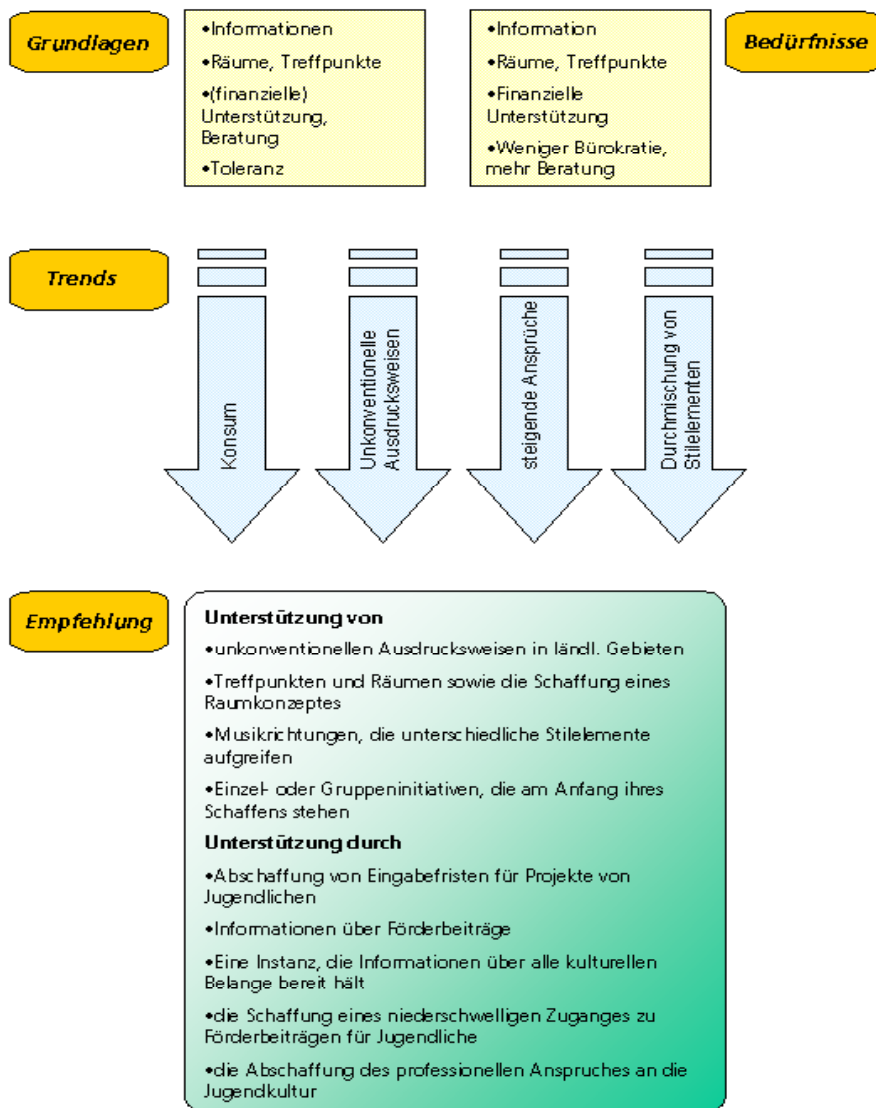 Grundlagen
•Informationen
•Räume, Treffpunkte
•(finanzielle)
Unterstützung,
Beratung
•Toleranz
•Information
•Räume, Treffpunkte
•Finanzielle
Unterstützung
•Weniger Bürokratie,
mehr Beratung
Bedürfnisse
Trends
Konsum
Unkonventionelle
Ausdrucksweisen
steigende Ansprüche
Durchmischung von
Stilelementen
Empfehlung
Unterstützung von
•unkonventionellen Ausdrucksweisen in ländl. Gebieten
•Treffpunkten und Räumen sowie die Schaffung eines
Raumkonzeptes
•Musikrichtungen, die unterschiedliche Stilelemente
aufgreifen
•Einzel- oder Gruppeninitiativen, die am Anfang ihres
Schaffens stehen
Unterstützung durch
•Abschaffung von Eingabefristen für Projekte von
Jugendlichen
•Informationen über Förderbeiträge
•Eine Instanz, die Informationen über alle kulturellen
Belange bereit hält
•die Schaffung eines niederschwelligen Zuganges zu
Förderbeiträgen für Jugendliche
•die Abschaffung des professionellen Anspruches an die
Jugendkultur